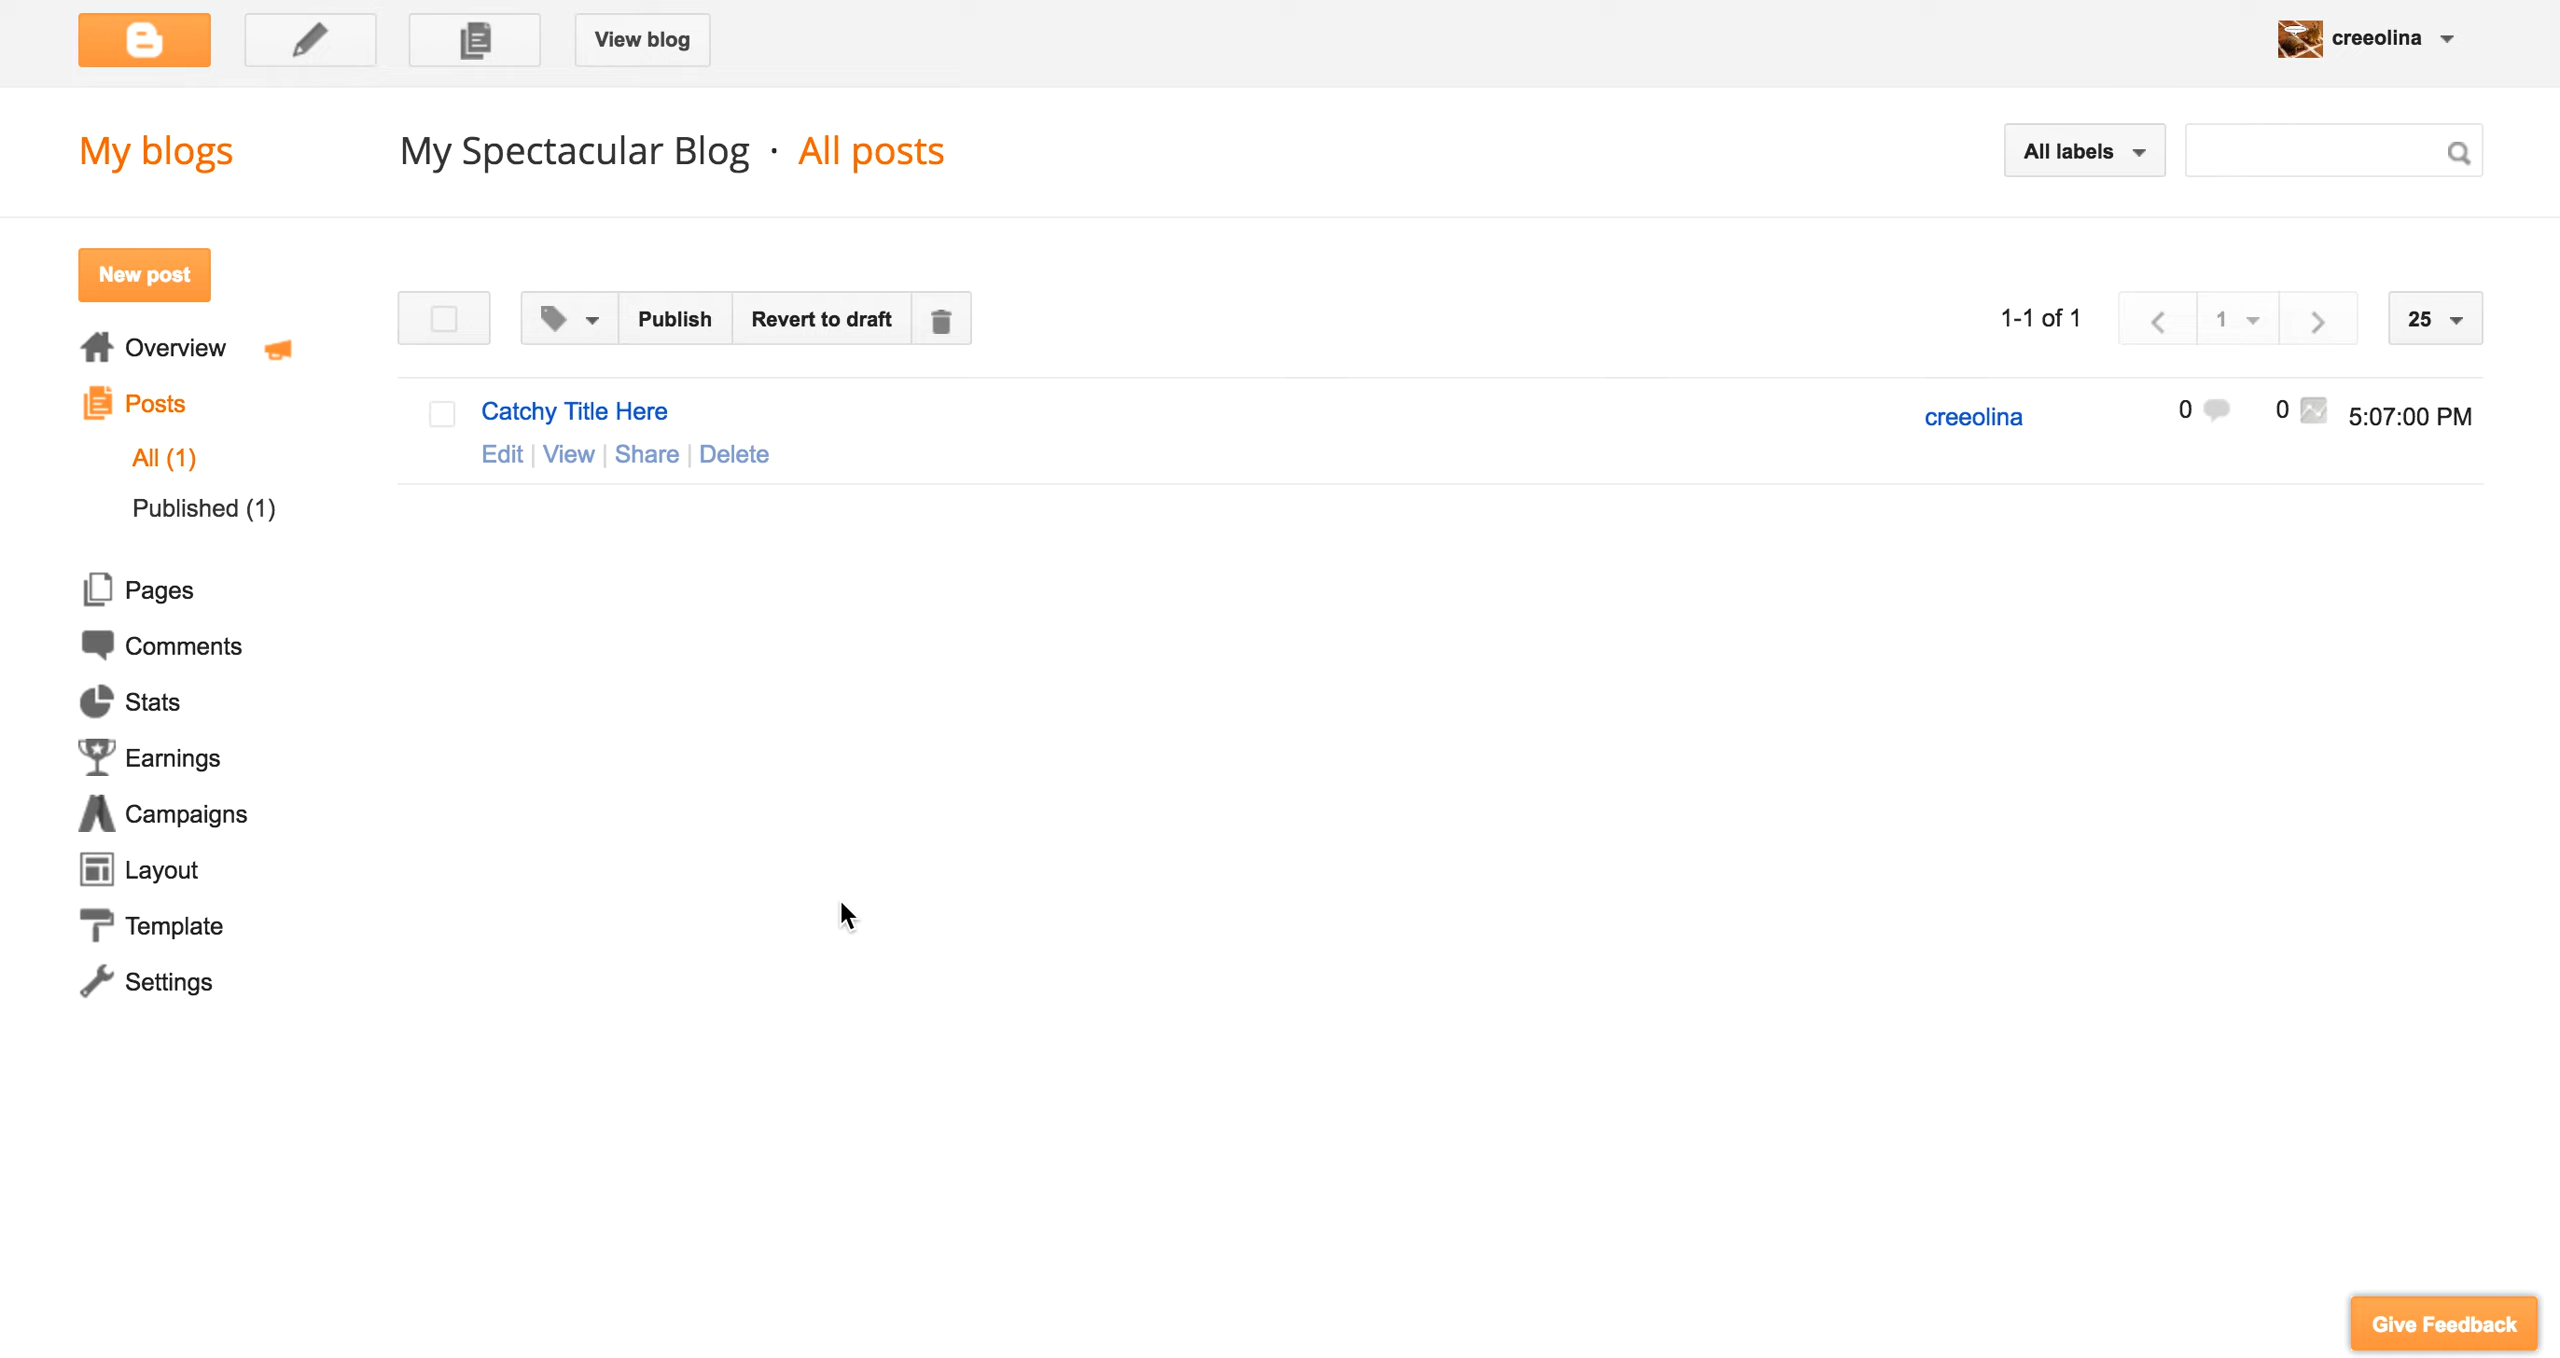 View blog
creeolina
My blogs
My Spectacular Blog · All posts
All labels
New post
Publish
Revert to draft
1-1 of 1
1
25
Overview
Posts
All (1)
Published (1)
Catchy Title Here
creeolina
0
0
5:07:00 PM
Edit | View | Share | Delete
Pages
Comments
Stats
Earnings
Campaigns
Layout
Template
Settings
Give Feedback